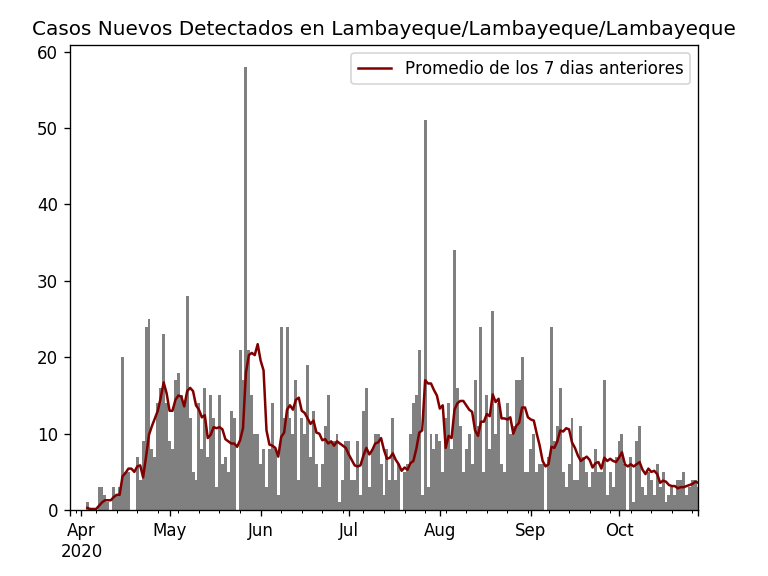 Casos Nuevos Detectados en Lambayeque/Lambayeque/Lambayeque
Promedio de los 7 dias anteriores
60
50
40
30
20
10
0
Apr May Jun Jul Aug Sep Oct
2020